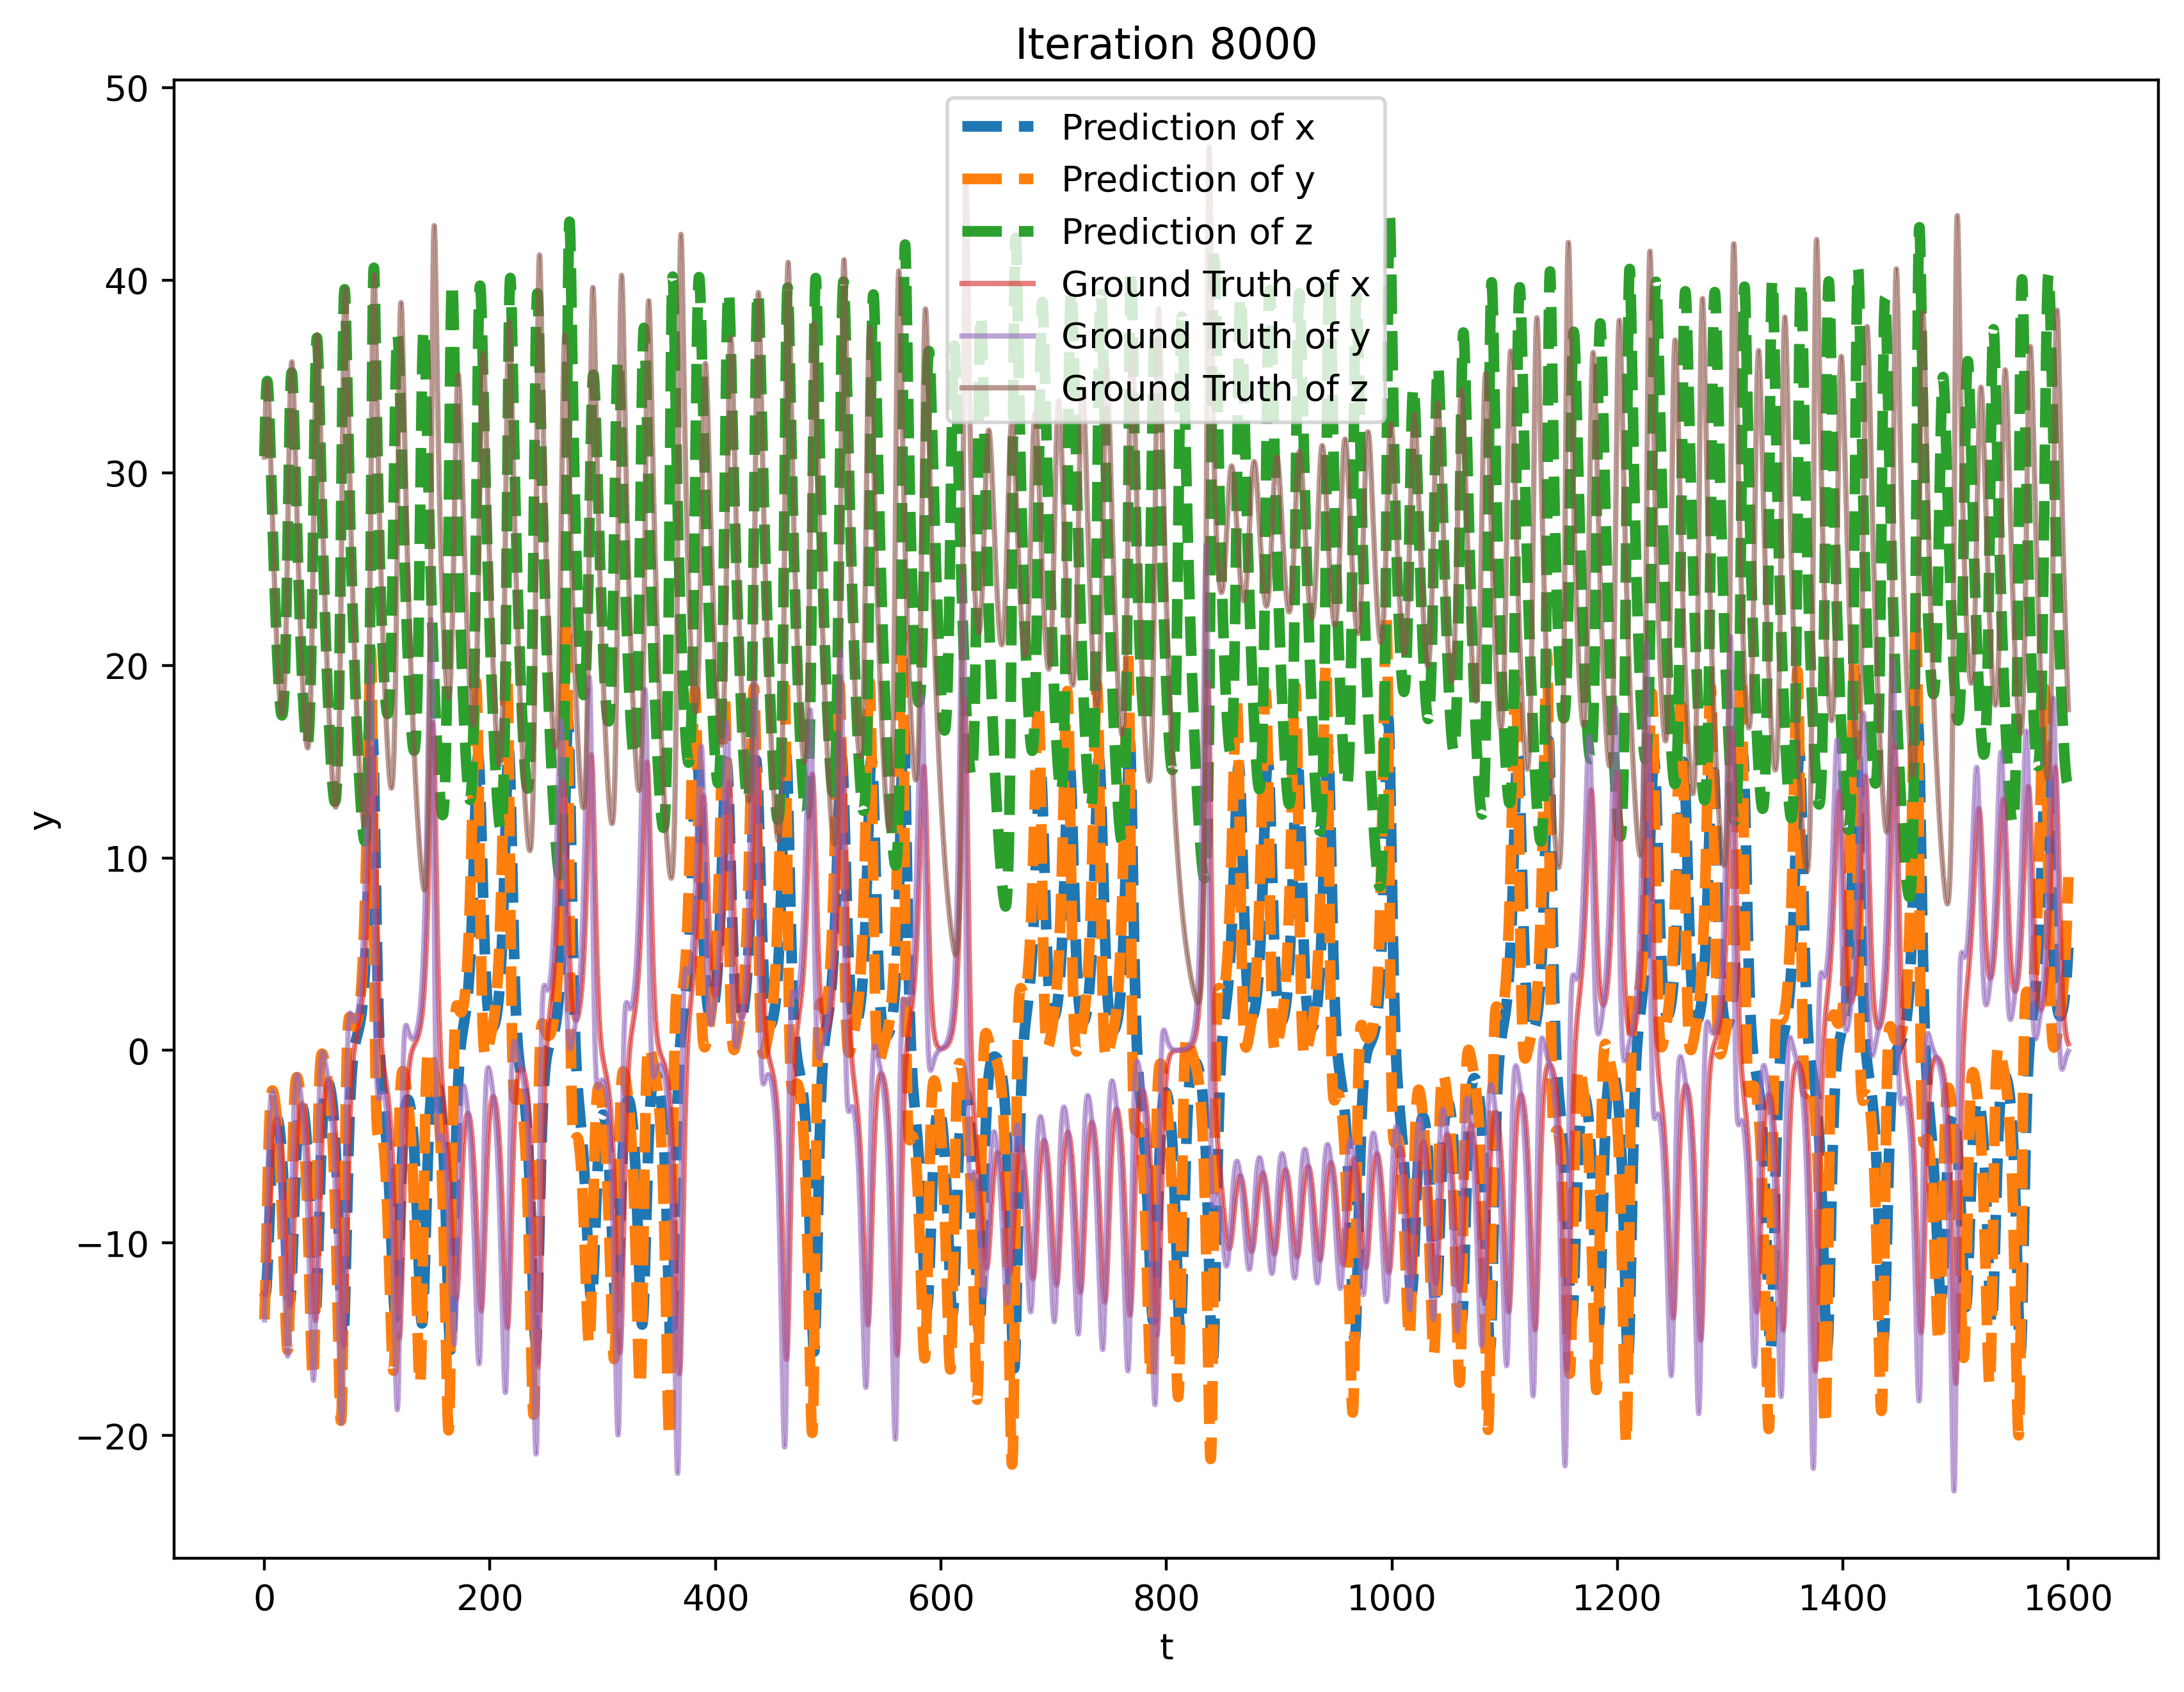 Iteration 8000
50
40
30
20
10
0
−10
−20
y
Prediction of x
Prediction of y
Prediction of z
Ground Truth of x
Ground Truth of y
Ground Truth of z
0 200 400 600 800 1000 1200 1400 1600
t